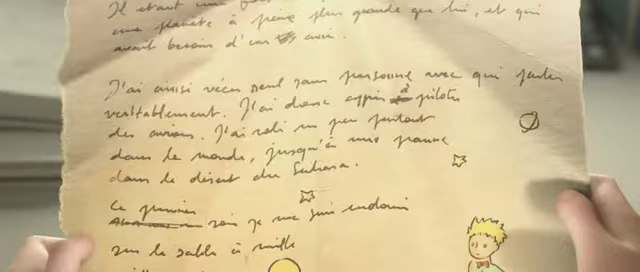 Il etait une
une planète à peine plus grande que lui, et qui
avait besoin d'un ami.
J'ai ainsi vécu seul sans personne avec qui parler
veritablement. J'ai donc appris à piloter
des avions. J'ai volé un peu partout
dans le monde, jusqu'à une panne
dans le désert du Sahara.
Le premier
soir je me suis endormi
sur le sable à mille